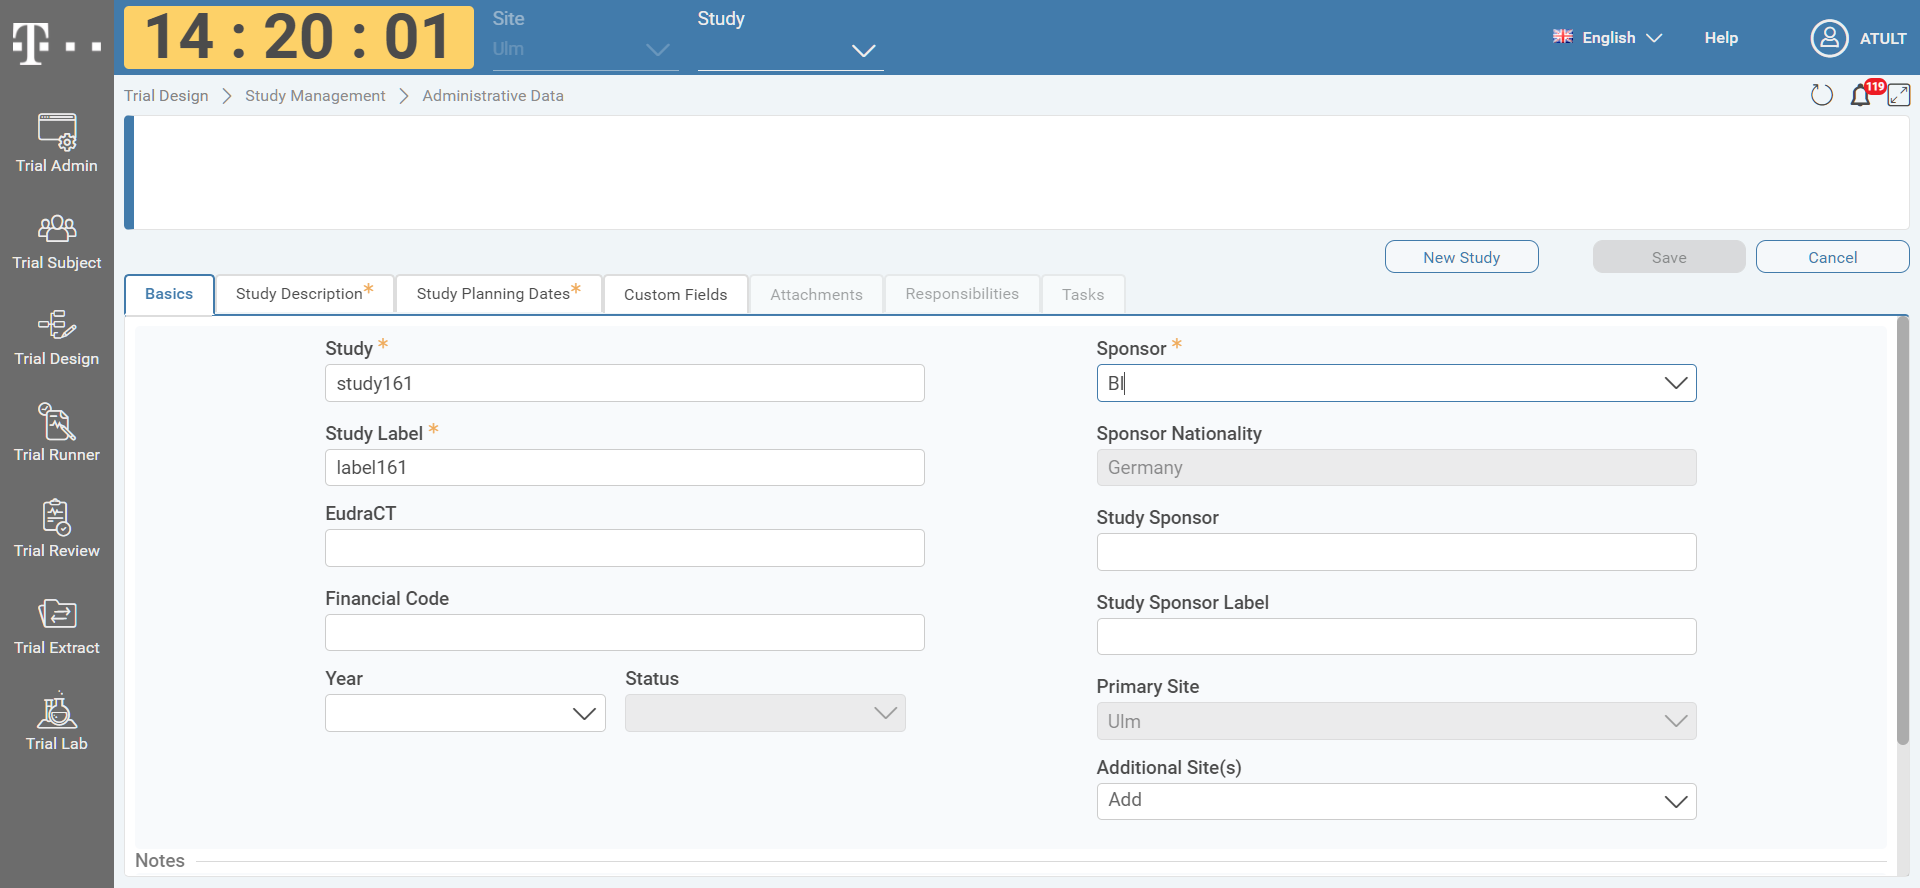 T
14 : 20 : 01
Site
Ulm
Study
English
Help
ATULT
Trial Design
Study Management
Administrative Data
119
Trial Admin
Trial Subject
Trial Design
Trial Runner
Trial Review
Trial Extract
Trial Lab
New Study
Save
Cancel
Basics
Study Description*
Study Planning Dates*
Custom Fields
Attachments
Responsibilities
Tasks
Study *
study161
Study Label *
label161
EudraCT
Financial Code
Year
Status
Sponsor *
BI
Sponsor Nationality
Germany
Study Sponsor
Study Sponsor Label
Primary Site
Ulm
Additional Site(s)
Add
Notes